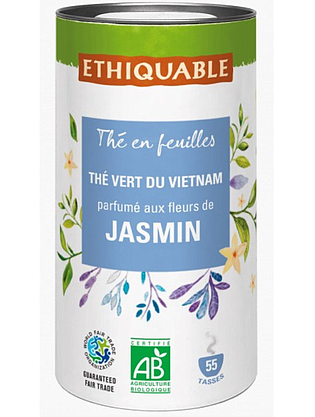 ETHIQUABLE
Thé en feuilles
THÉ VERT DU VIETNAM
parfumé aux fleurs de
JASMIN
WORLD FAIR TRADE
ORGANIZATION
GUARANTEED
FAIR TRADE
CERTIFIÉ
AB
AGRICULTURE
BIOLOGIQUE
55
TASSES